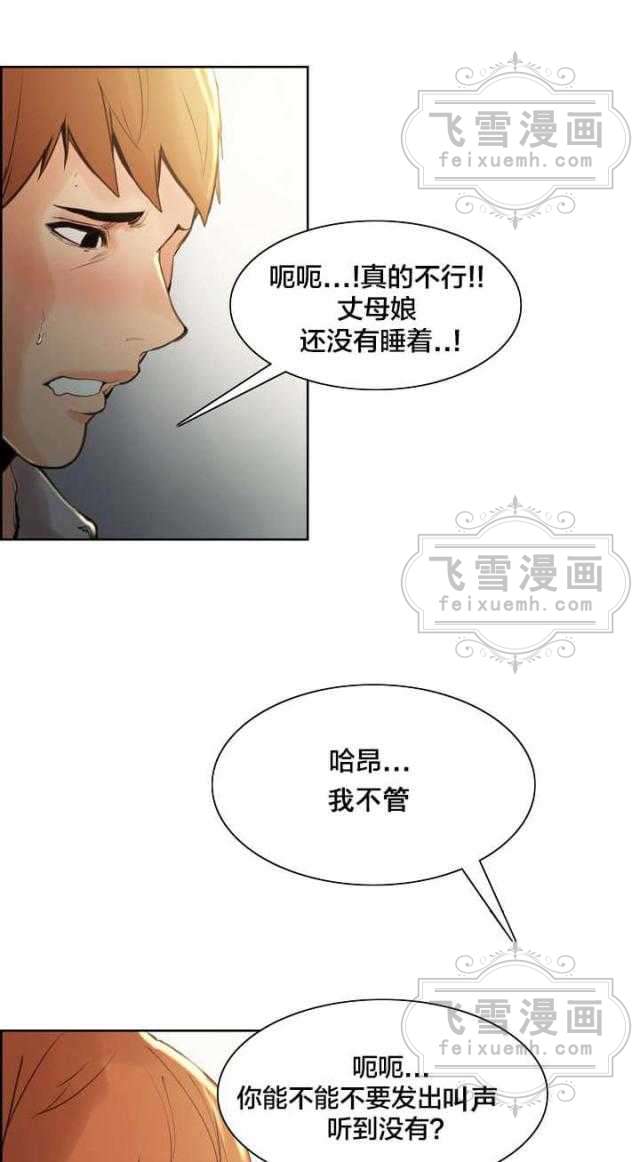 飞雪漫画
feixuemh.com
呃呃...!真的不行!!
丈母娘
还没有睡着..!
飞雪漫画
feixuemh.com
哈昂...
我不管
飞雪漫画
feixuemh.com
呃呃...
你能不能不要发出叫声
听到没有?